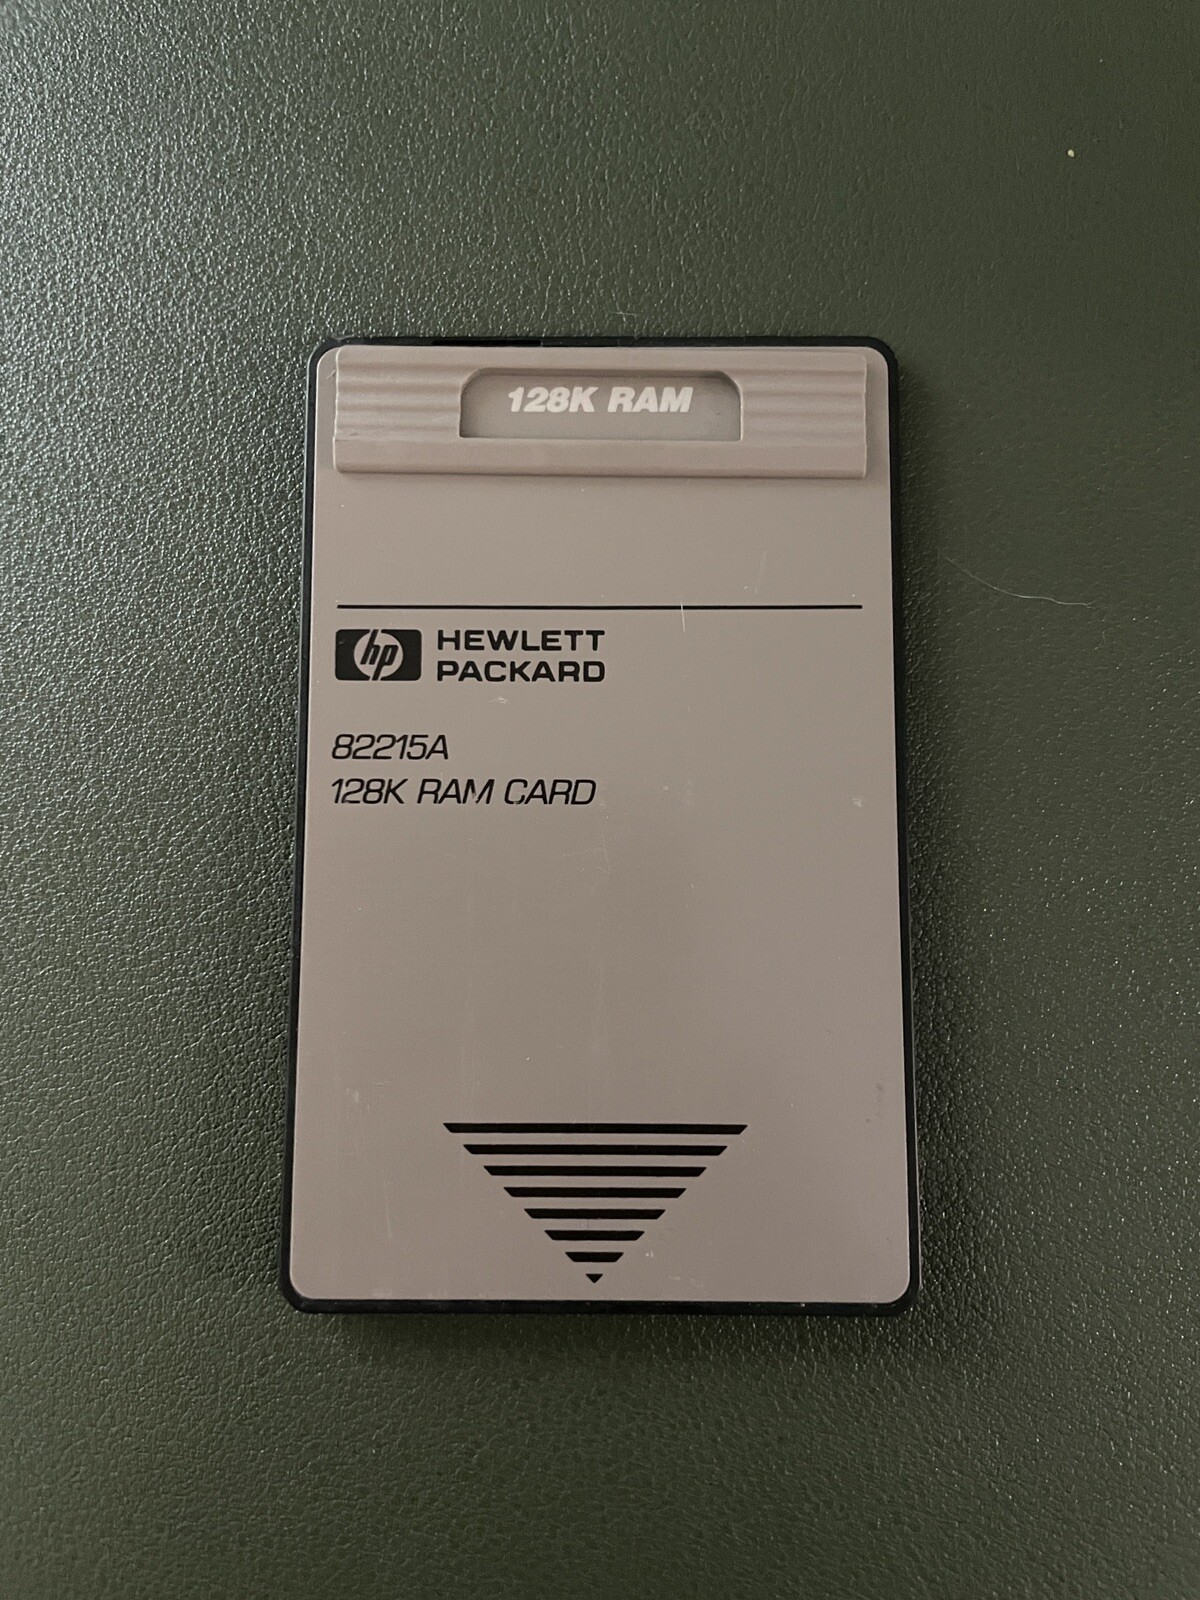 128K RAM
hp
HEWLETT
PACKARD
82215A
128K RAM CARD